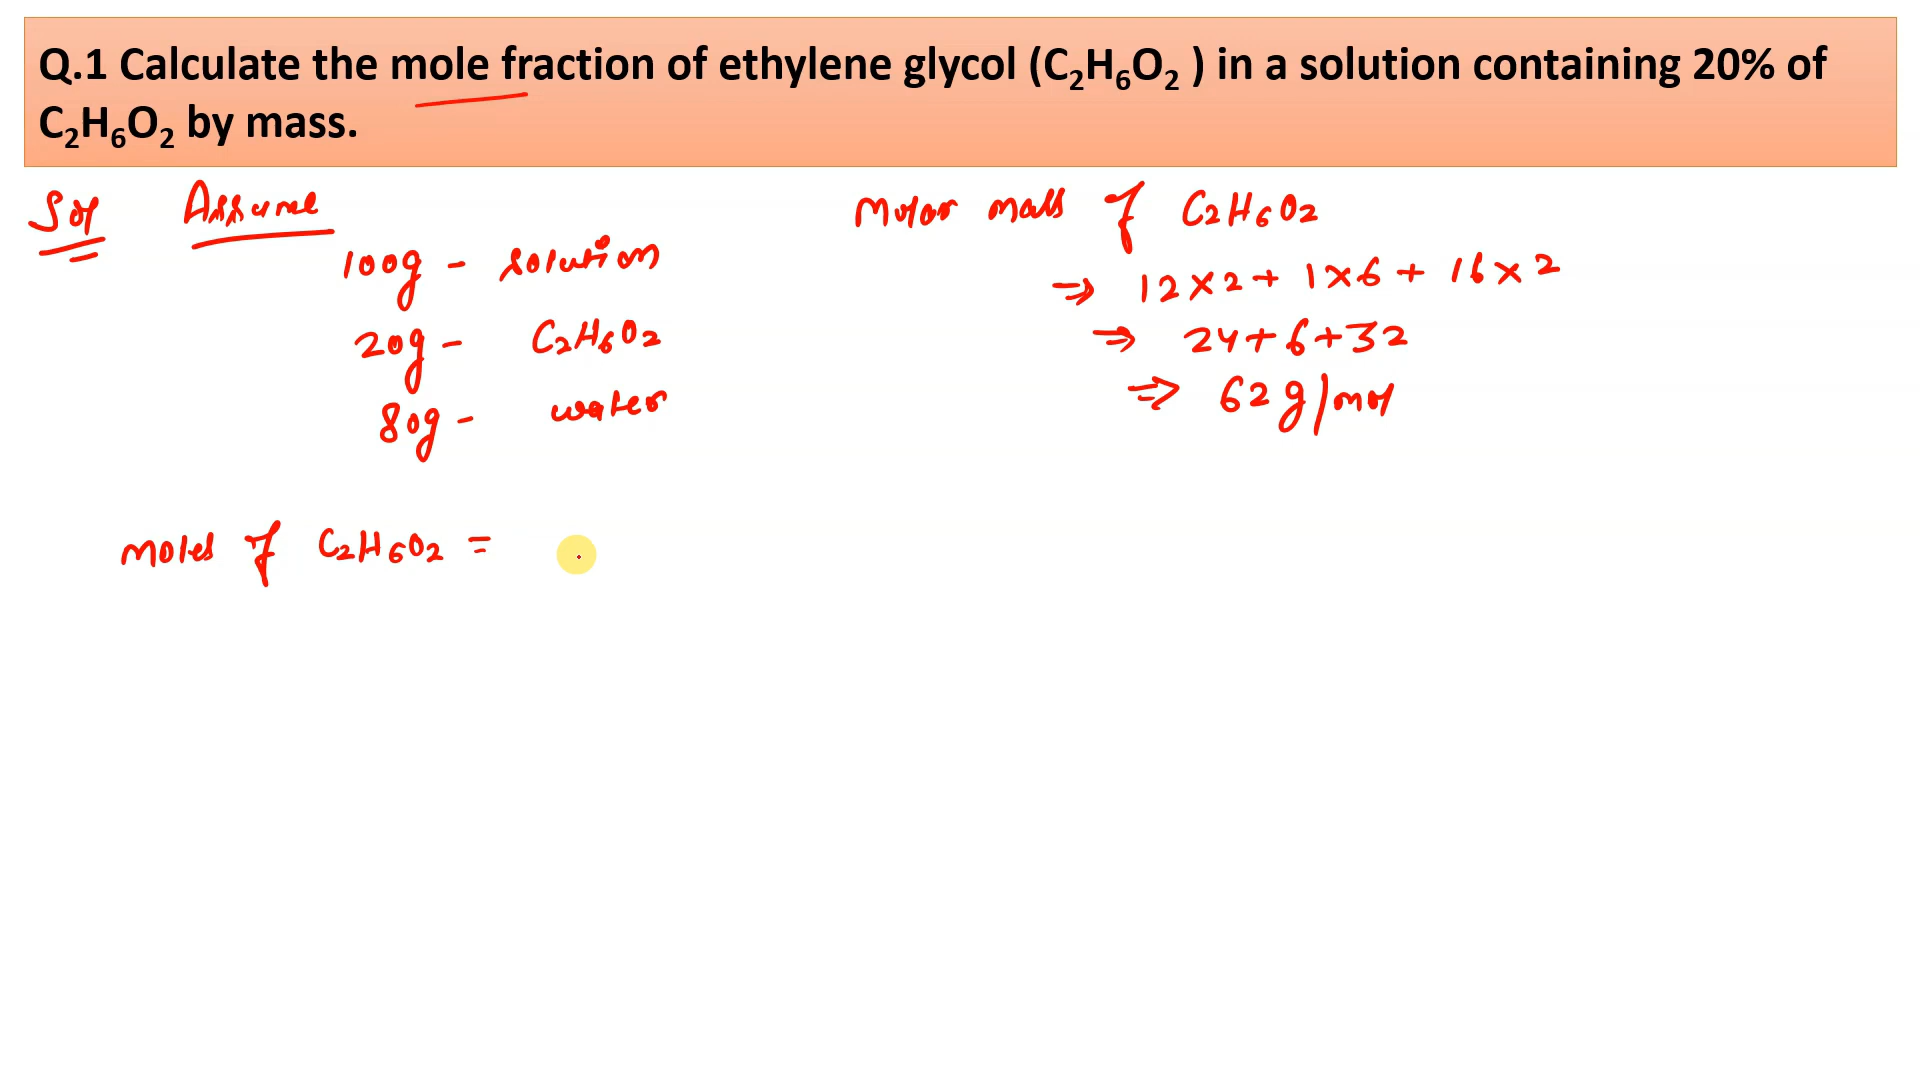 Q.1 Calculate the mole fraction of ethylene glycol (C₂H₆O₂ ) in a solution containing 20% of
C₂H₆O₂ by mass.
Sol Assume
100g - solution
20g - C₂H₆O₂
80g - water
Molar mass of C₂H₆O₂
⇒ 12×2 + 1×6 + 16×2
⇒ 24+6+32
⇒ 62g/mol
moles of C₂H₆O₂ =